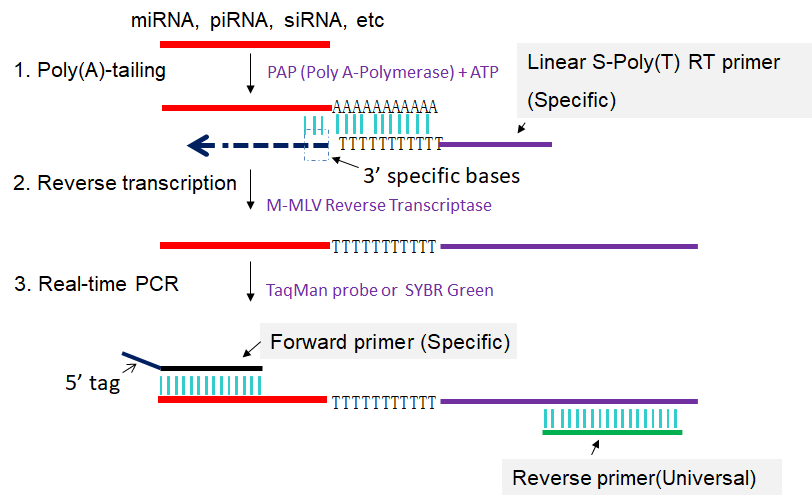 miRNA, piRNA, siRNA, etc
1. Poly(A)-tailing
PAP (Poly A-Polymerase) + ATP
Linear S-Poly(T) RT primer
(Specific)
AAAAAAAAAAA
TTTTTTTTTTT
3’ specific bases
2. Reverse transcription
M-MLV Reverse Transcriptase
TTTTTTTTTTT
3. Real-time PCR
TaqMan probe or SYBR Green
Forward primer (Specific)
5’ tag
TTTTTTTTTTT
Reverse primer(Universal)